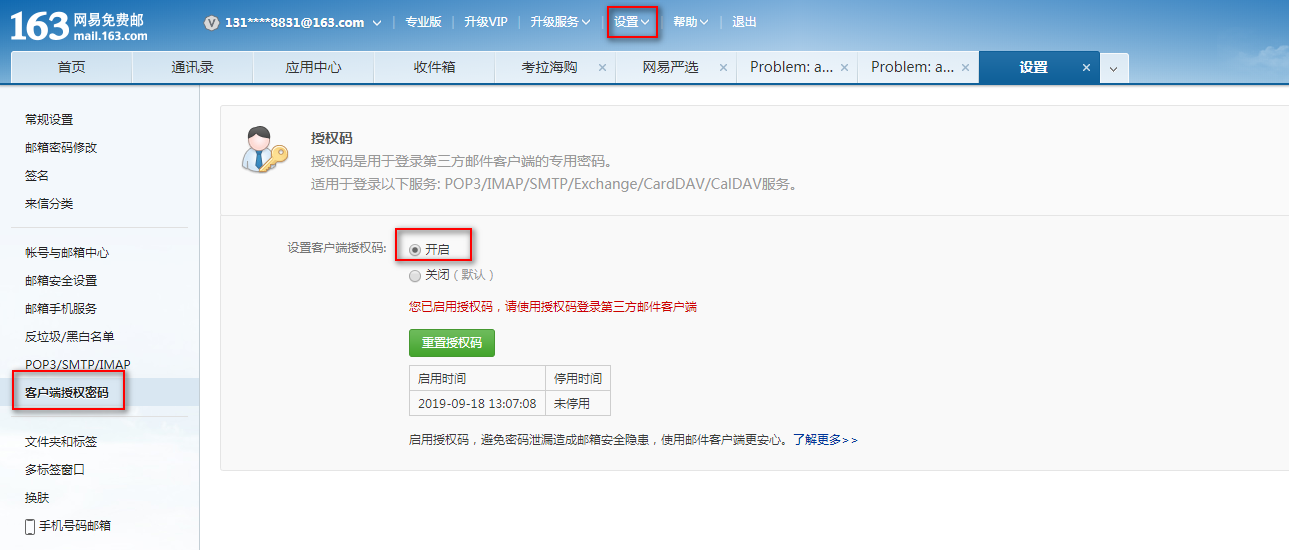 163 网易免费邮
mail.163.com
V 131****8831@163.com 专业版 升级VIP 升级服务 设置 帮助 退出
首页 通讯录 应用中心 收件箱 考拉海购 × 网易严选 × Problem: a... × Problem: a... × 设置 ×
常规设置
邮箱密码修改
签名
来信分类
帐号与邮箱中心
邮箱安全设置
邮箱手机服务
反垃圾/黑白名单
POP3/SMTP/IMAP
客户端授权密码
文件夹和标签
多标签窗口
换肤
手机号码邮箱
授权码
授权码是用于登录第三方邮件客户端的专用密码。
适用于登录以下服务: POP3/IMAP/SMTP/Exchange/CardDAV/CalDAV服务。
设置客户端授权码: 开启
关闭 ( 默认 )
您已启用授权码，请使用授权码登录第三方邮件客户端
重置授权码
启用时间 停用时间
2019-09-18 13:07:08 未停用
启用授权码，避免密码泄漏造成邮箱安全隐患，使用邮件客户端更安心。了解更多>>